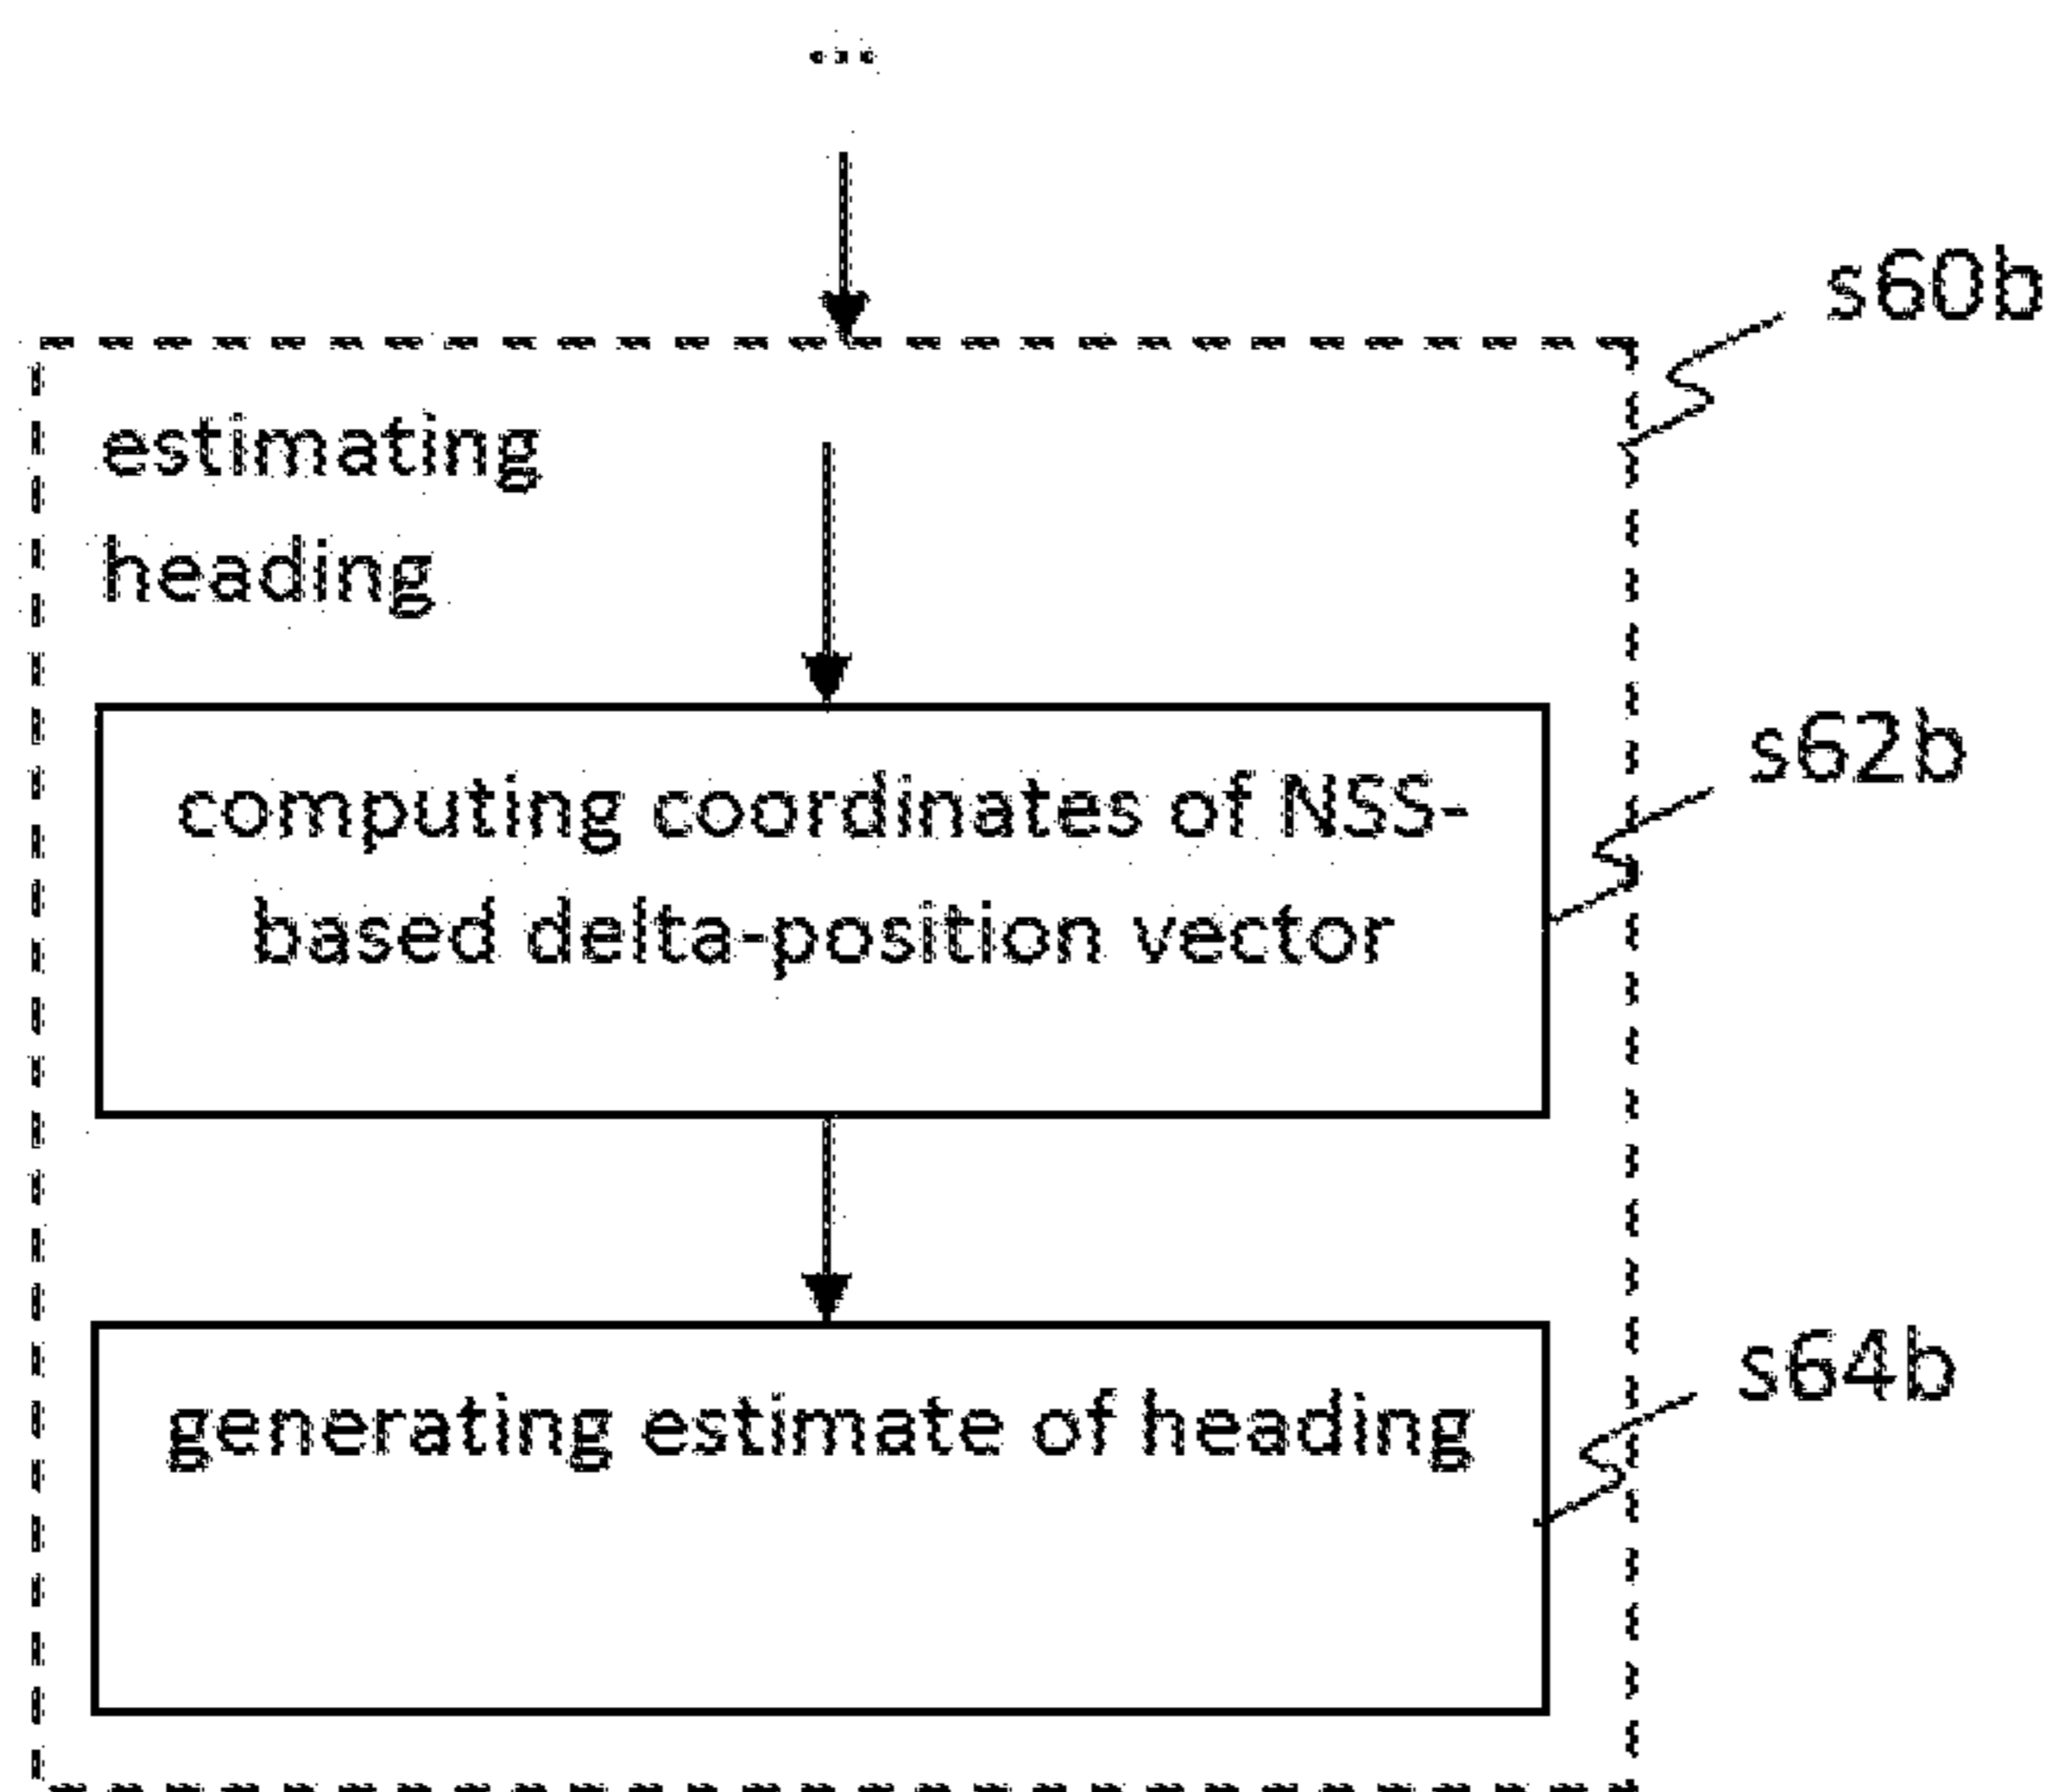 ...
s60b
estimating
heading
s62b
computing coordinates of NSS-
based delta-position vector
s64b
generating estimate of heading